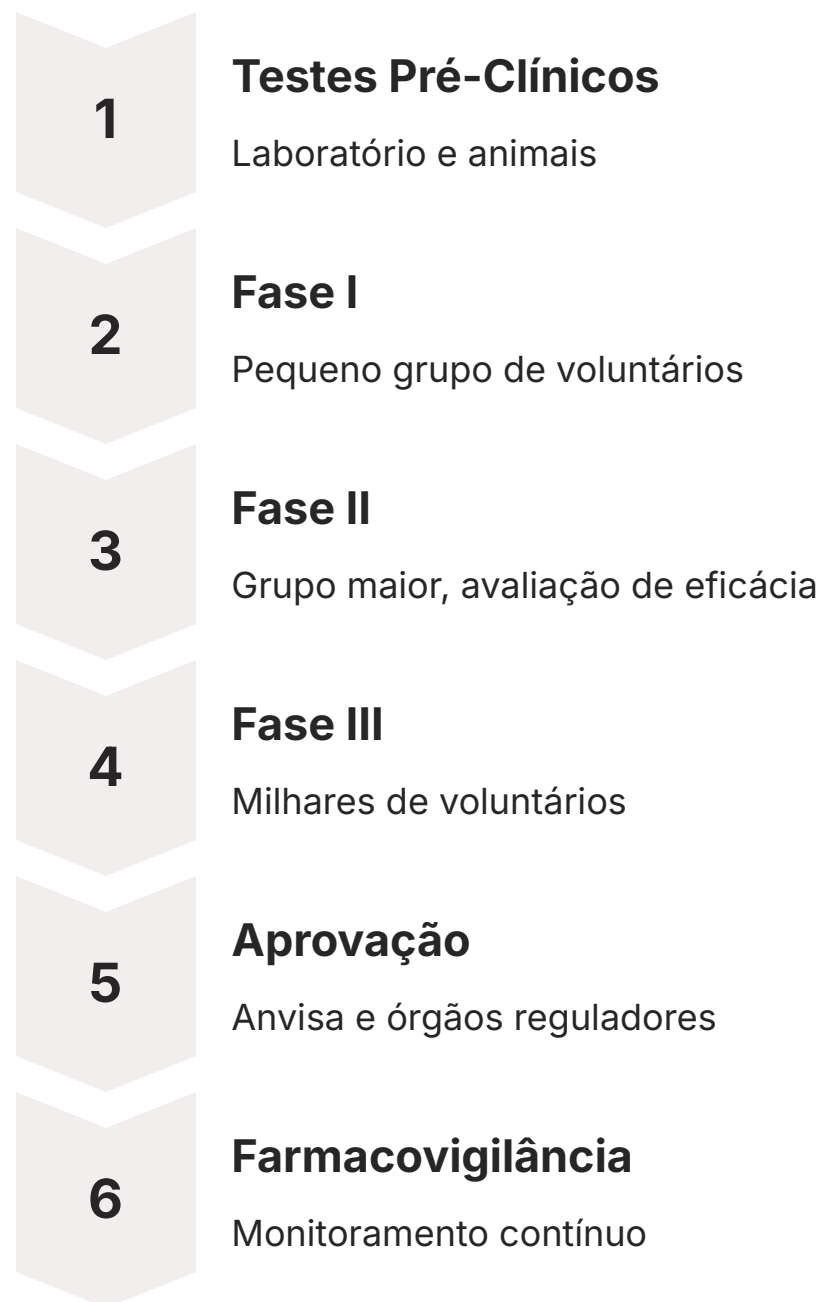 1
Testes Pré-Clínicos
Laboratório e animais
2
Fase I
Pequeno grupo de voluntários
3
Fase II
Grupo maior, avaliação de eficácia
4
Fase III
Milhares de voluntários
5
Aprovação
Anvisa e órgãos reguladores
6
Farmacovigilância
Monitoramento contínuo